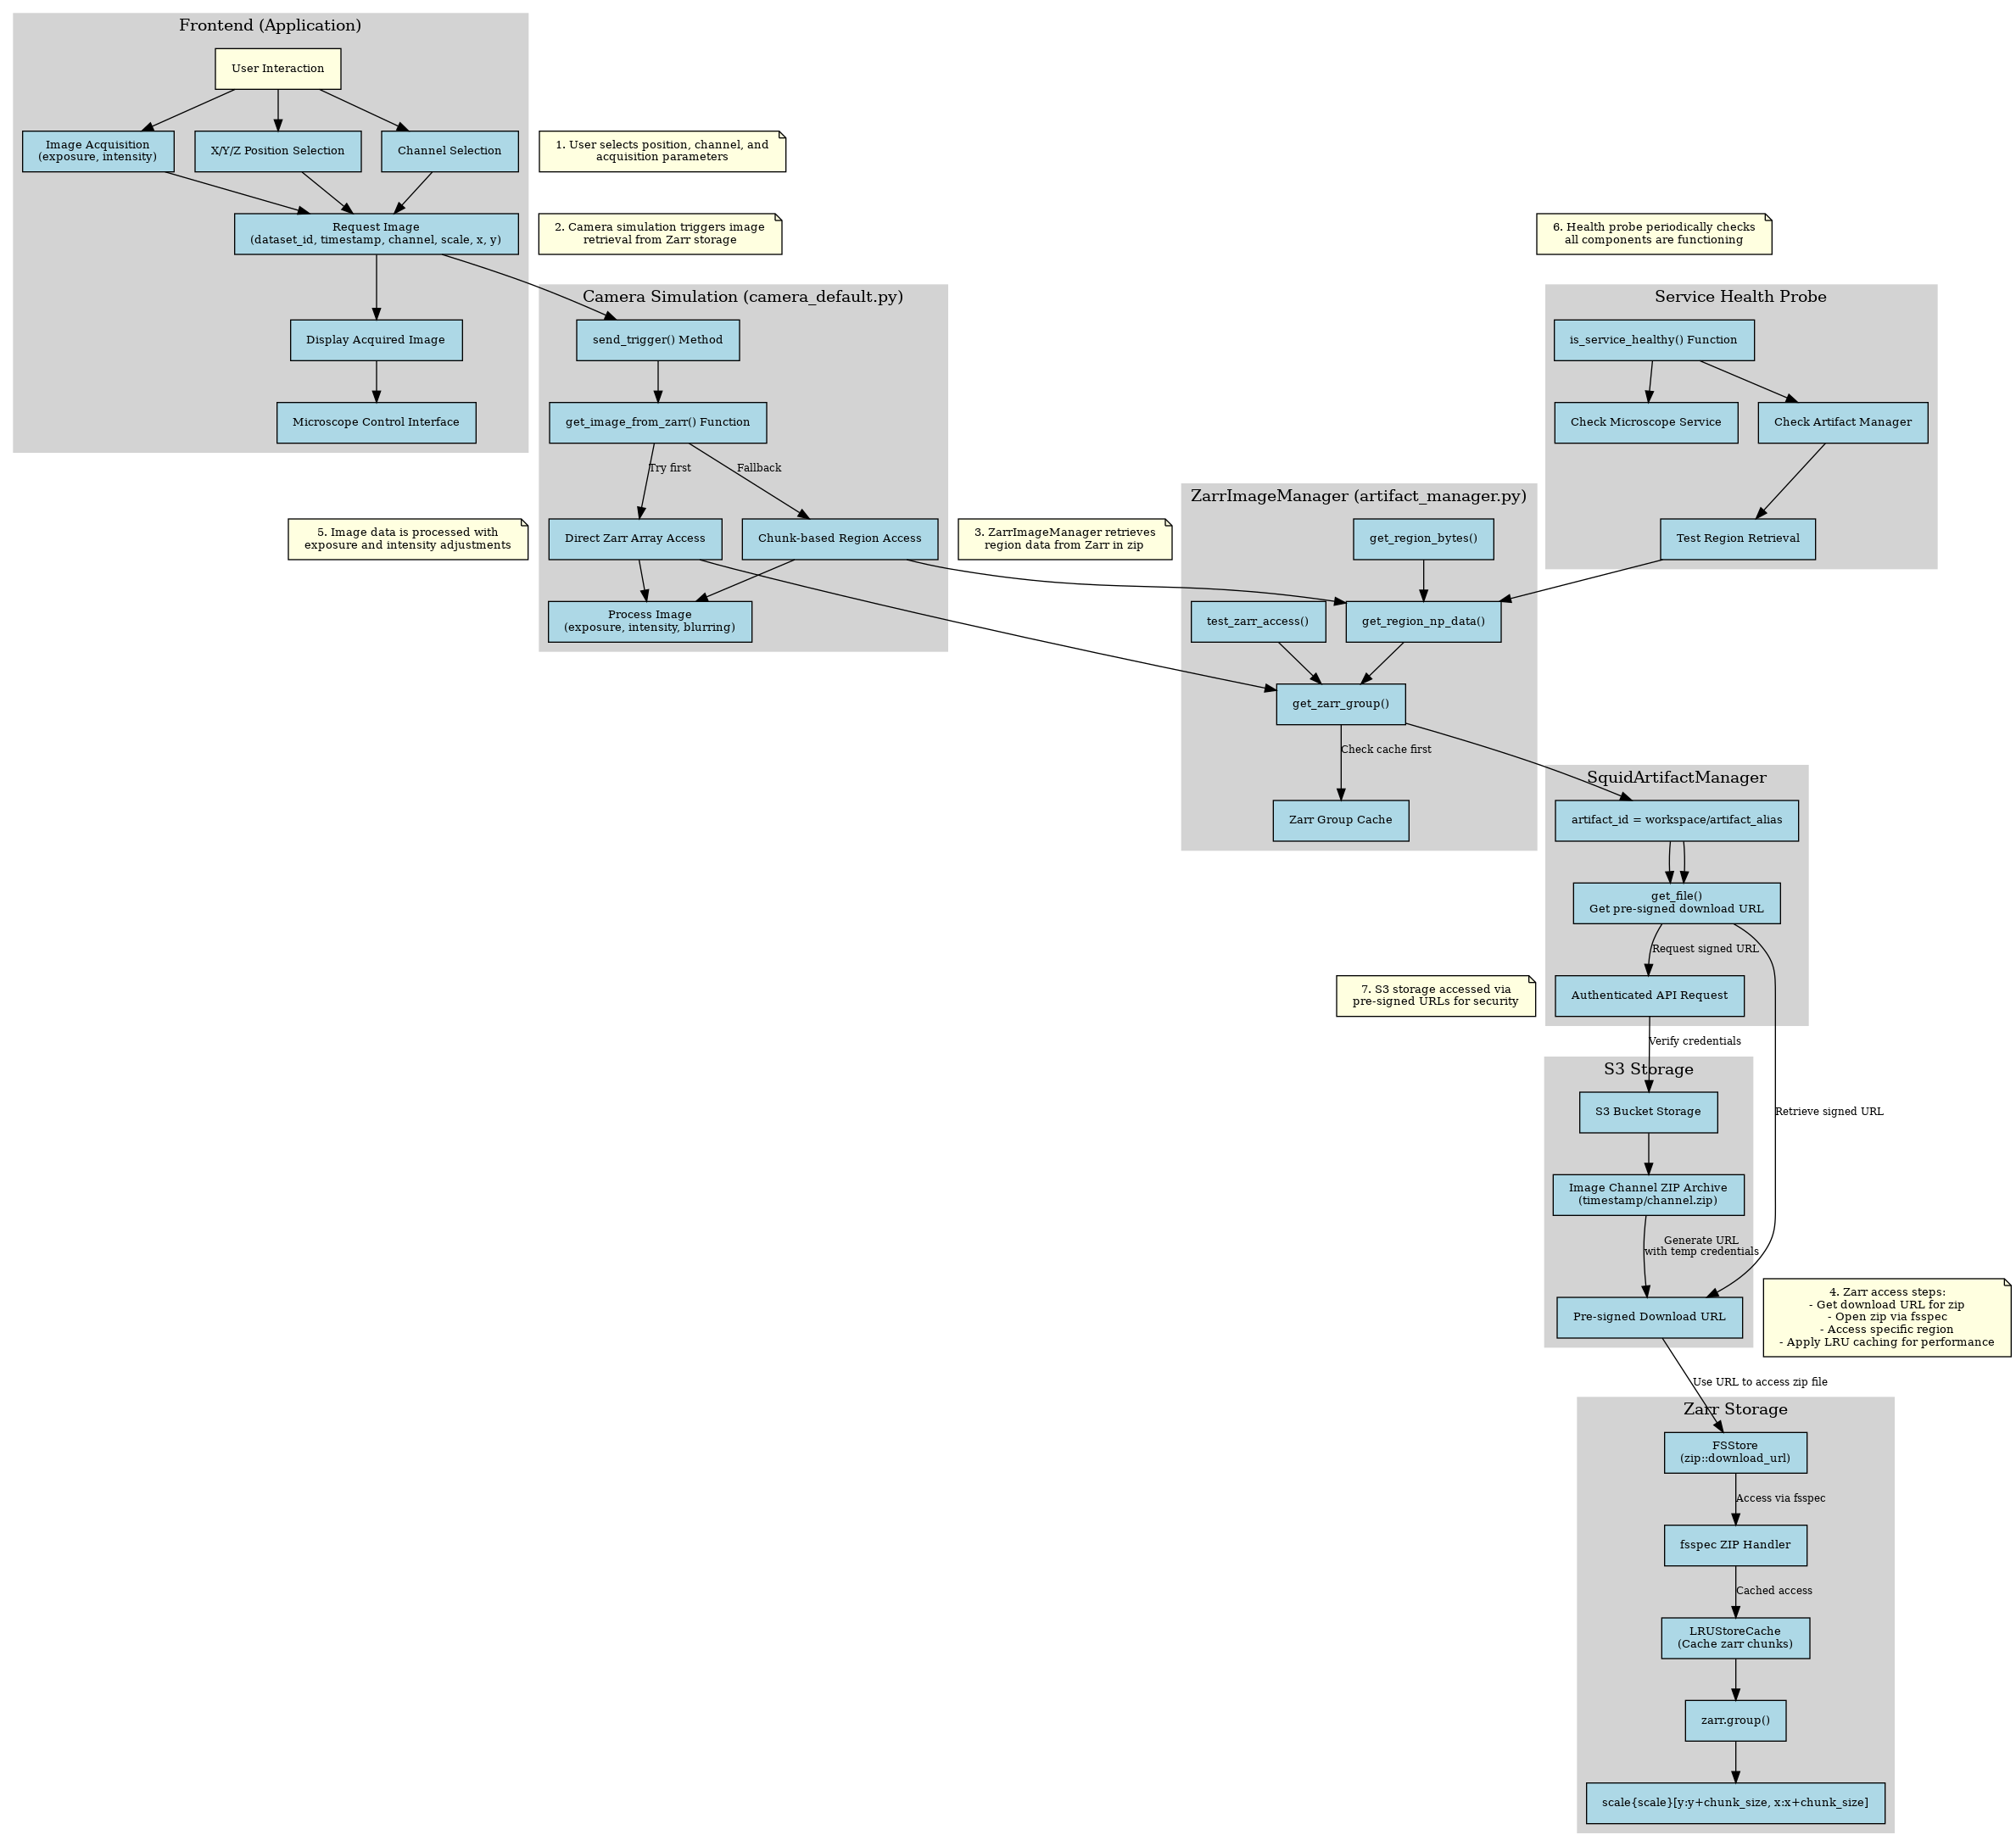 Frontend (Application)
User Interaction
Image Acquisition
(exposure, intensity)
X/Y/Z Position Selection
Channel Selection
1. User selects position, channel, and
acquisition parameters
Request Image
(dataset_id, timestamp, channel, scale, x, y)
2. Camera simulation triggers image
retrieval from Zarr storage
6. Health probe periodically checks
all components are functioning
Camera Simulation (camera_default.py)
Service Health Probe
Display Acquired Image
send_trigger() Method
is_service_healthy() Function
Microscope Control Interface
get_image_from_zarr() Function
Check Microscope Service
Check Artifact Manager
Try first
Fallback
ZarrImageManager (artifact_manager.py)
5. Image data is processed with
exposure and intensity adjustments
Direct Zarr Array Access
Chunk-based Region Access
3. ZarrImageManager retrieves
region data from Zarr in zip
get_region_bytes()
Test Region Retrieval
Process Image
(exposure, intensity, blurring)
test_zarr_access()
get_region_np_data()
get_zarr_group()
Check cache first
SquidArtifactManager
Zarr Group Cache
artifact_id = workspace/artifact_alias
get_file()
Get pre-signed download URL
Request signed URL
7. S3 storage accessed via
pre-signed URLs for security
Authenticated API Request
Verify credentials
S3 Storage
S3 Bucket Storage
Retrieve signed URL
Image Channel ZIP Archive
(timestamp/channel.zip)
Generate URL
with temp credentials
Pre-signed Download URL
4. Zarr access steps:
- Get download URL for zip
- Open zip via fsspec
- Access specific region
- Apply LRU caching for performance
Use URL to access zip file
Zarr Storage
FSStore
(zip::download_url)
Access via fsspec
fsspec ZIP Handler
Cached access
LRUStoreCache
(Cache zarr chunks)
zarr.group()
scale{scale}[y:y+chunk_size, x:x+chunk_size]